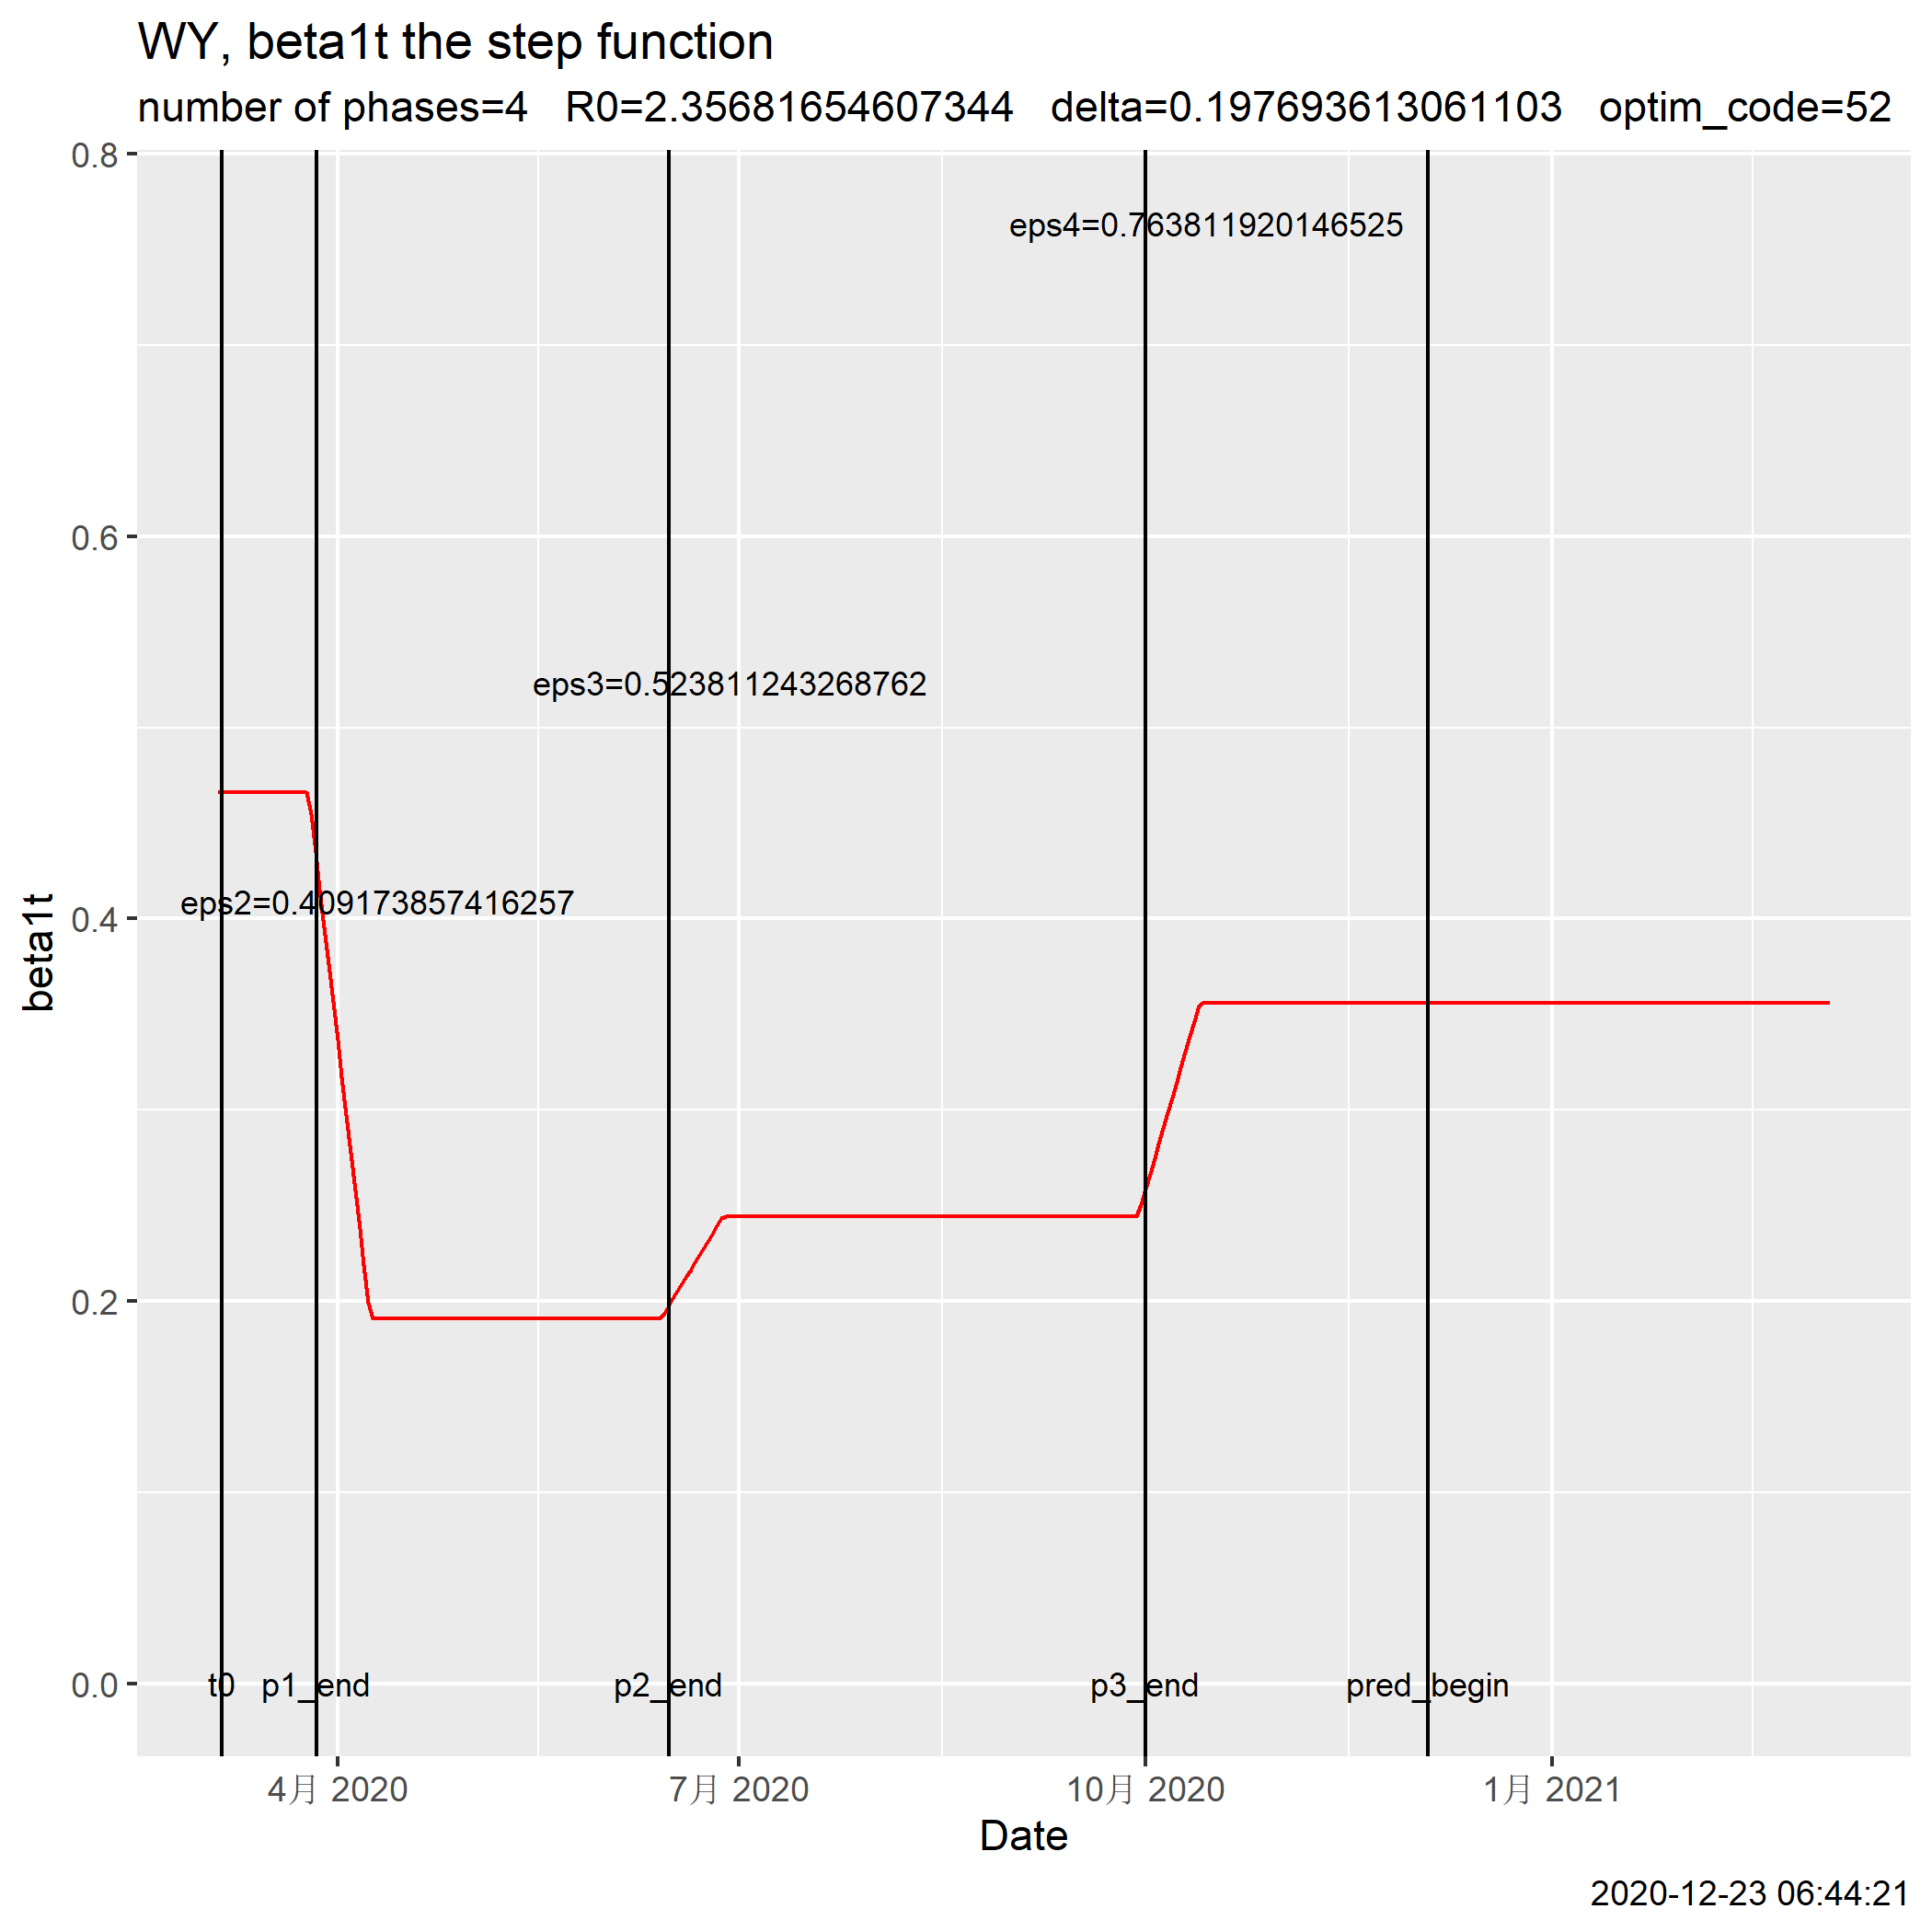 WY, beta1t the step function
number of phases=4   R0=2.35681654607344   delta=0.197693613061103   optim_code=52
0.8
eps4=0.763811920146525
0.6
eps3=0.523811243268762
eps2=0.409173857416257
0.4
beta1t
0.2
0.0
t0 p1_end p2_end p3_end pred_begin
4月 2020 7月 2020 10月 2020 1月 2021
Date
2020-12-23 06:44:21